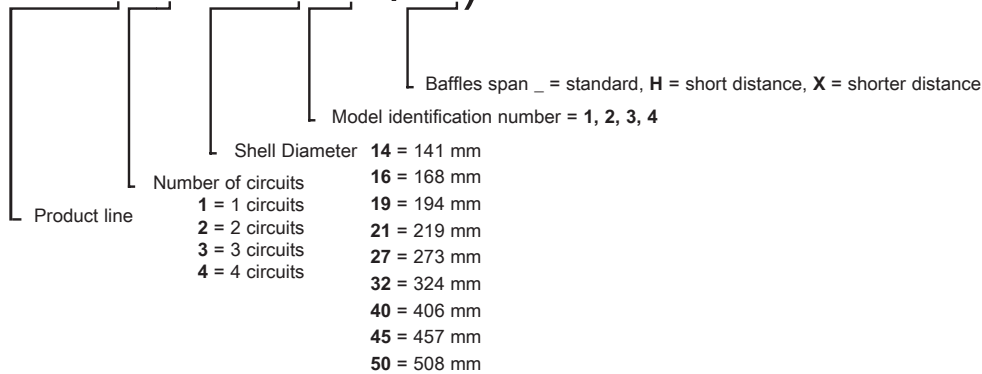 Baffles span _ = standard, H = short distance, X = shorter distance
Model identification number = 1, 2, 3, 4
Shell Diameter 14 = 141 mm
16 = 168 mm
Number of circuits
1 = 1 circuits
19 = 194 mm
Product line
2 = 2 circuits
21 = 219 mm
3 = 3 circuits
27 = 273 mm
4 = 4 circuits
32 = 324 mm
40 = 406 mm
45 = 457 mm
50 = 508 mm